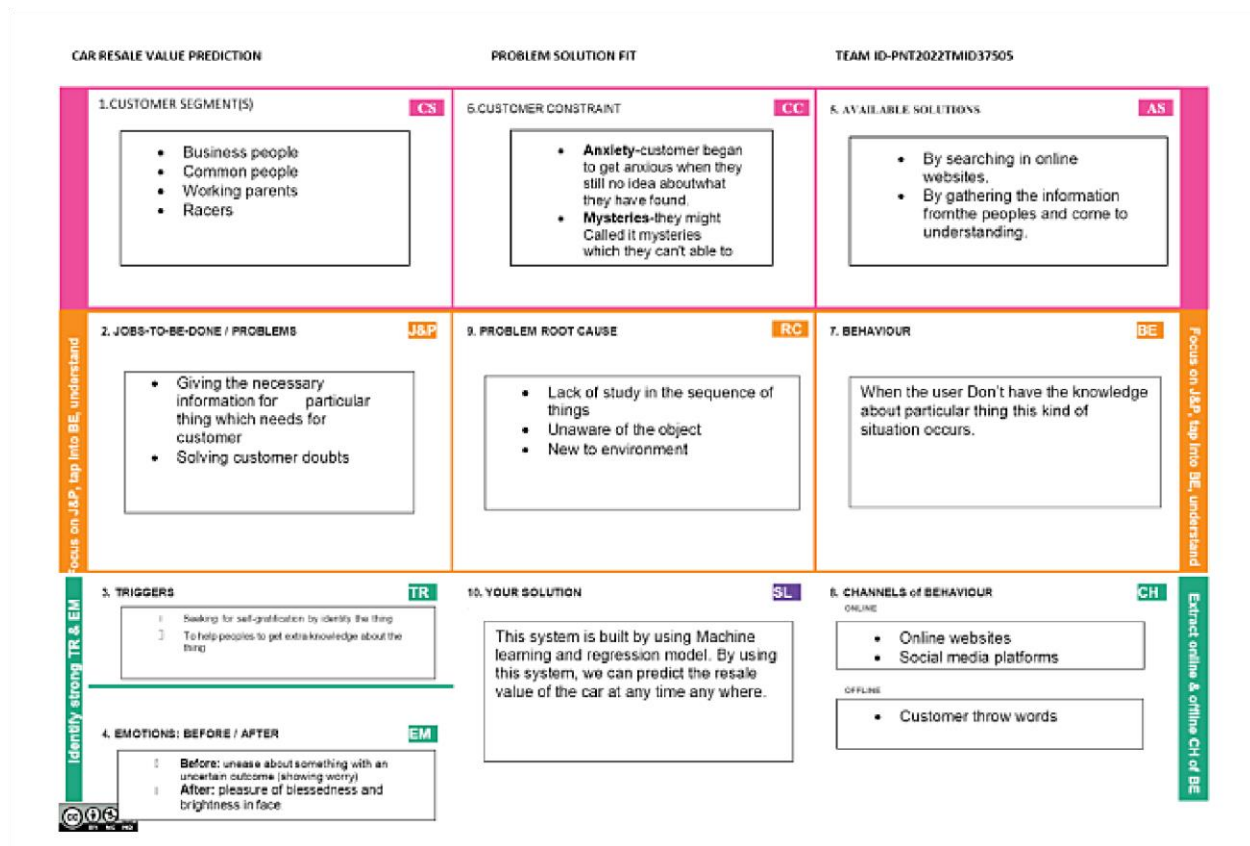 CAR RESALE VALUE PREDICTION
PROBLEM SOLUTION FIT
TEAM ID-PNT2022TMID37505
1.CUSTOMER SEGMENT(S)
CS
Business people
Common people
Working parents
Racers
6.CUSTOMER CONSTRAINT
CC
Anxiety-customer began
to get anxious when they
still no idea aboutwhat
they have found.
Mysteries-they might
Called it mysteries
which they can't able to
5. AVAILABLE SOLUTIONS
AS
By searching in online
websites.
By gathering the information
fromthe peoples and come to
understanding.
Focus on J&P, tap into BE, understand
2. JOBS-TO-BE-DONE / PROBLEMS
J&P
Giving the necessary
information for particular
thing which needs for
customer
Solving customer doubts
9. PROBLEM ROOT CAUSE
RC
Lack of study in the sequence of
things
Unaware of the object
New to environment
7. BEHAVIOUR
BE
When the user Don't have the knowledge
about particular thing this kind of
situation occurs.
Focus on J&P, tap into BE, understand
Identify strong TR & EM
3. TRIGGERS
TR
Seeking for self-gratification by identify the thing
To help peoples to get extra knowledge about the
thing
4. EMOTIONS: BEFORE / AFTER
EM
Before: unease about something with an
uncertain outcome (showing worry)
After: pleasure of blessedness and
brightness in face
10. YOUR SOLUTION
SL
This system is built by using Machine
learning and regression model. By using
this system, we can predict the resale
value of the car at any time any where.
8. CHANNELS of BEHAVIOUR
CH
ONLINE
Online websites
Social media platforms
OFFLINE
Customer throw words
Extract online & offline CH of BE
cc
BY NC ND